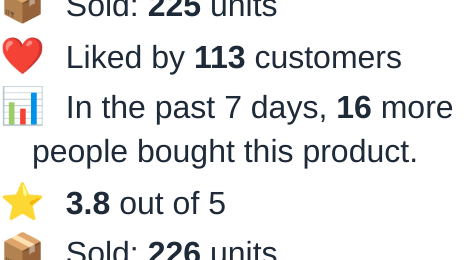 📦 Sold: 225 units
❤️ Liked by 113 customers
📊 In the past 7 days, 16 more
people bought this product.
⭐ 3.8 out of 5
📦 Sold: 226 units